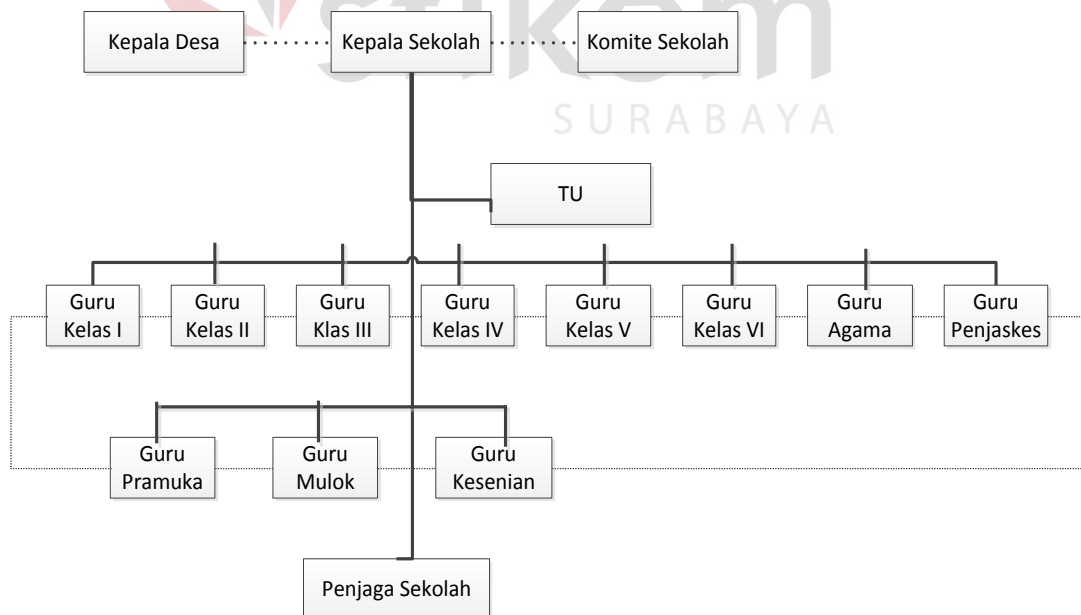 Kepala Desa
Kepala Sekolah
Komite Sekolah
stikom
SURABAYA
TU
Guru
Kelas I
Guru
Kelas II
Guru
Klas III
Guru
Kelas IV
Guru
Kelas V
Guru
Kelas VI
Guru
Agama
Guru
Penjaskes
Guru
Pramuka
Guru
Mulok
Guru
Kesenian
Penjaga Sekolah